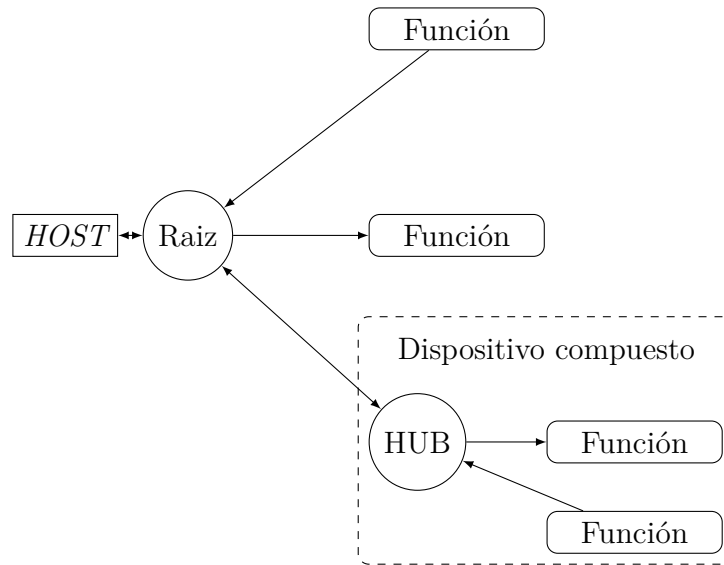 Función
HOST
Raiz
Función
Dispositivo compuesto
HUB
Función
Función